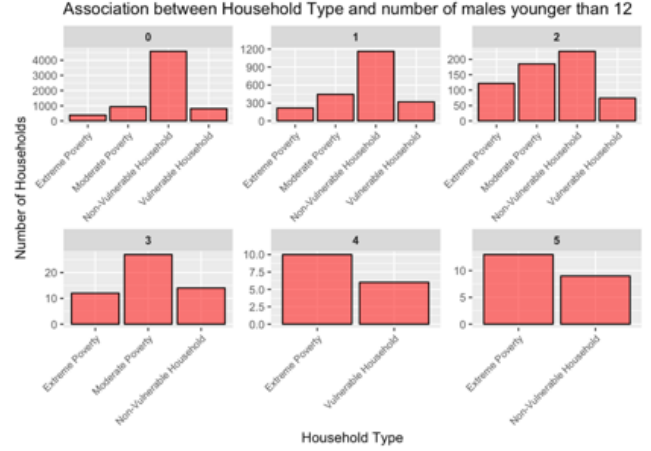 Association between Household Type and number of males younger than 12
0
1
2
4000
3000
2000
1000
0
1200
900
600
300
0
200
150
100
50
0
Extreme Poverty
Moderate Poverty
Non-Vulnerable Household
Vulnerable Household
Extreme Poverty
Moderate Poverty
Non-Vulnerable Household
Vulnerable Household
Extreme Poverty
Moderate Poverty
Non-Vulnerable Household
Vulnerable Household
Number of Households
3
4
5
20
10
0
10.0
7.5
5.0
2.5
0.0
10
5
0
Extreme Poverty
Moderate Poverty
Non-Vulnerable Household
Extreme Poverty
Vulnerable Household
Extreme Poverty
Non-Vulnerable Household
Household Type